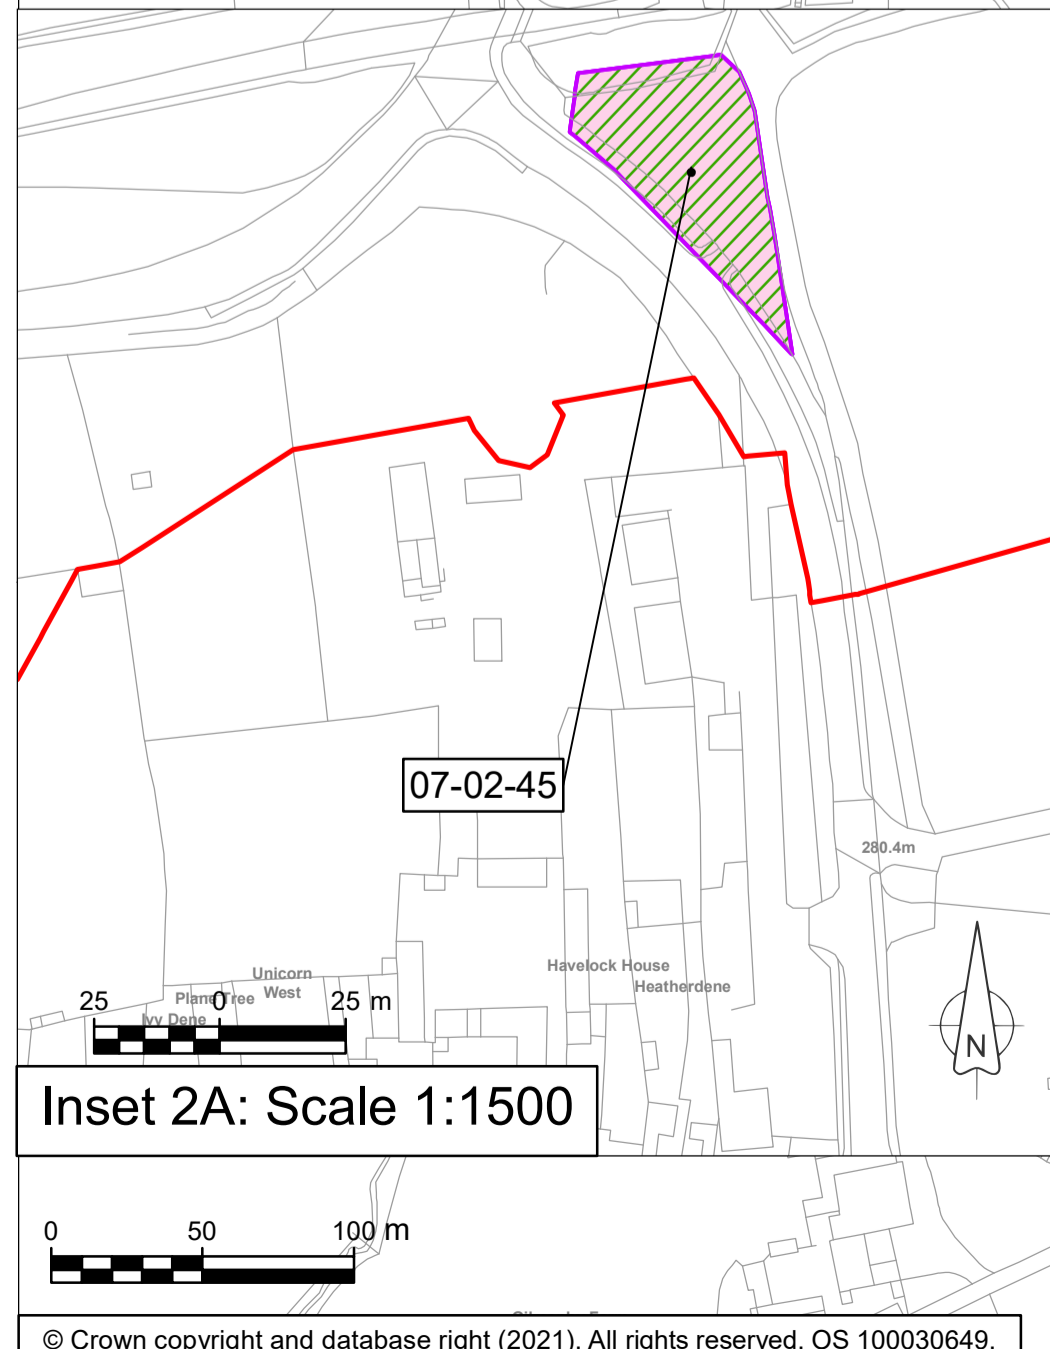 07-02-45
280.4m
Havelock House
Heatherdene
Unicorn
West
Plane Tree
Ivy Dene
25 0 25 m
N
Inset 2A: Scale 1:1500
0 50 100 m
© Crown copyright and database right (2021). All rights reserved. OS 100030649.